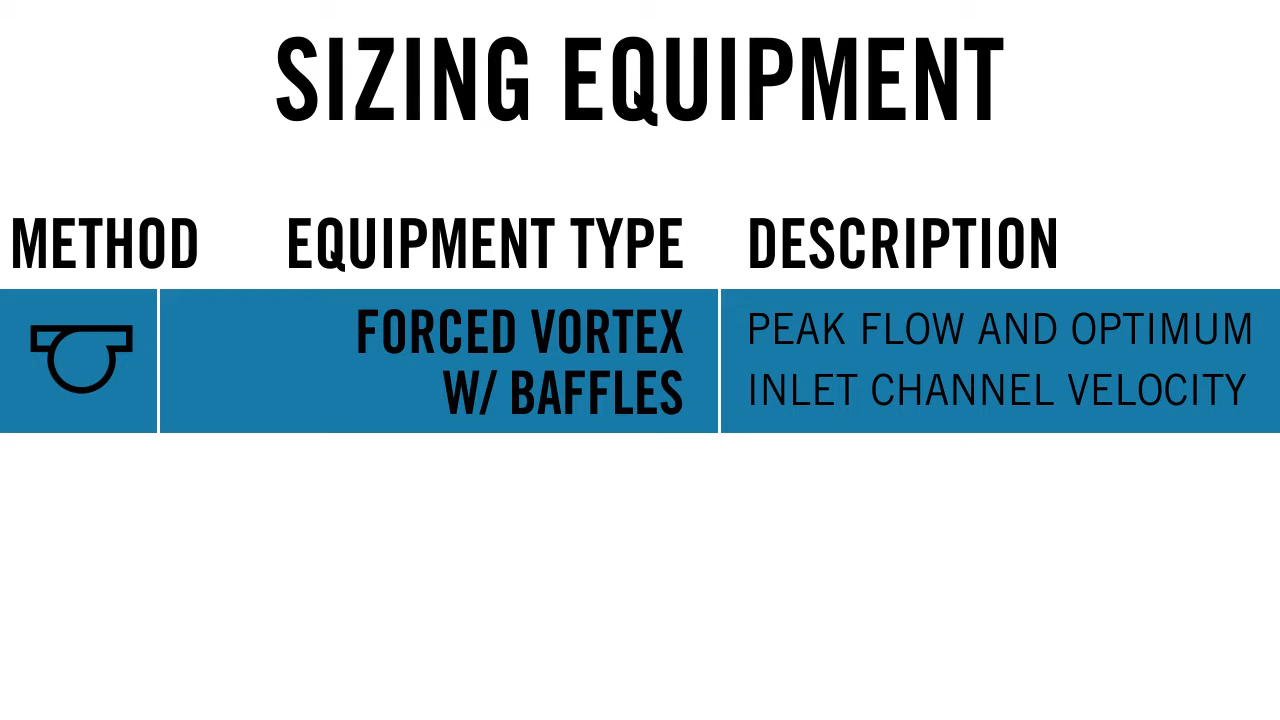 SIZING EQUIPMENT
METHOD EQUIPMENT TYPE DESCRIPTION
FORCED VORTEX
W/ BAFFLES
PEAK FLOW AND OPTIMUM
INLET CHANNEL VELOCITY